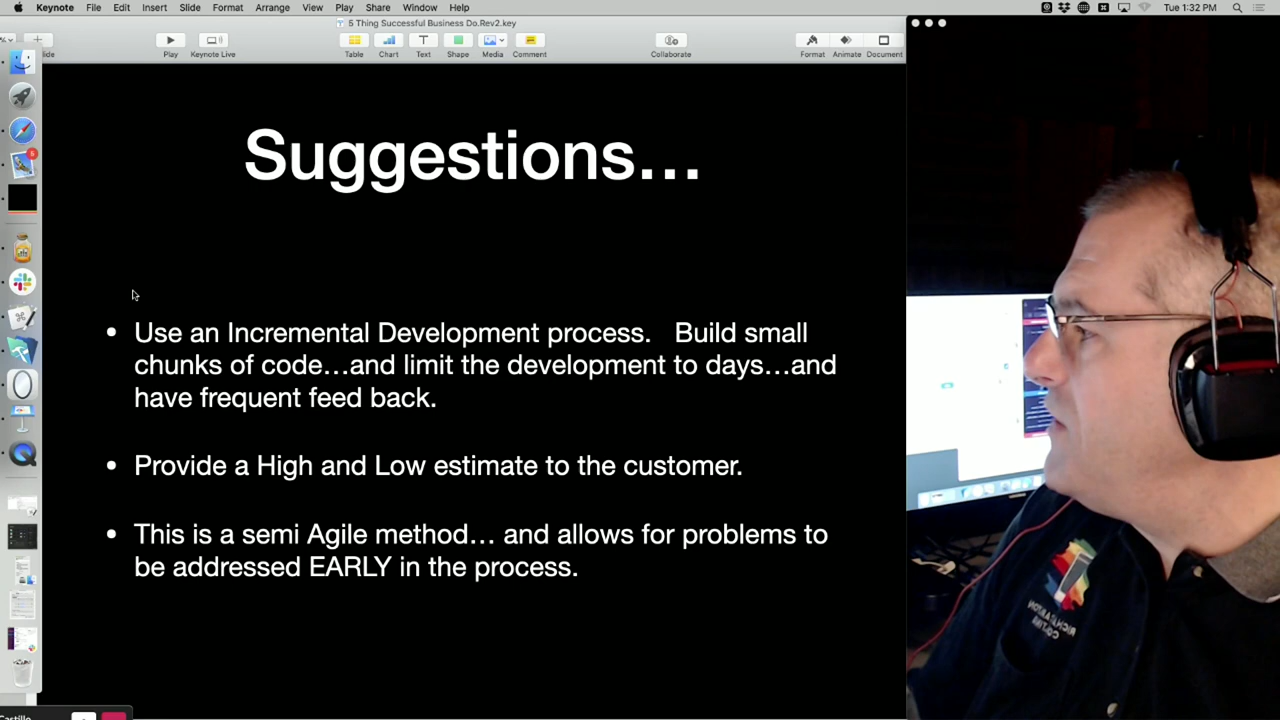 Keynote File Edit Insert Slide Format Arrange View Play Share Window Help Tue 1:32 PM
5 Thing Successful Business Do.Rev2.key
Play Keynote Live Table Chart Text Shape Media Comment Collaborate Format Animate Document
Suggestions...
• Use an Incremental Development process. Build small
chunks of code...and limit the development to days...and
have frequent feed back.
• Provide a High and Low estimate to the customer.
• This is a semi Agile method... and allows for problems to
be addressed EARLY in the process.
Castillo